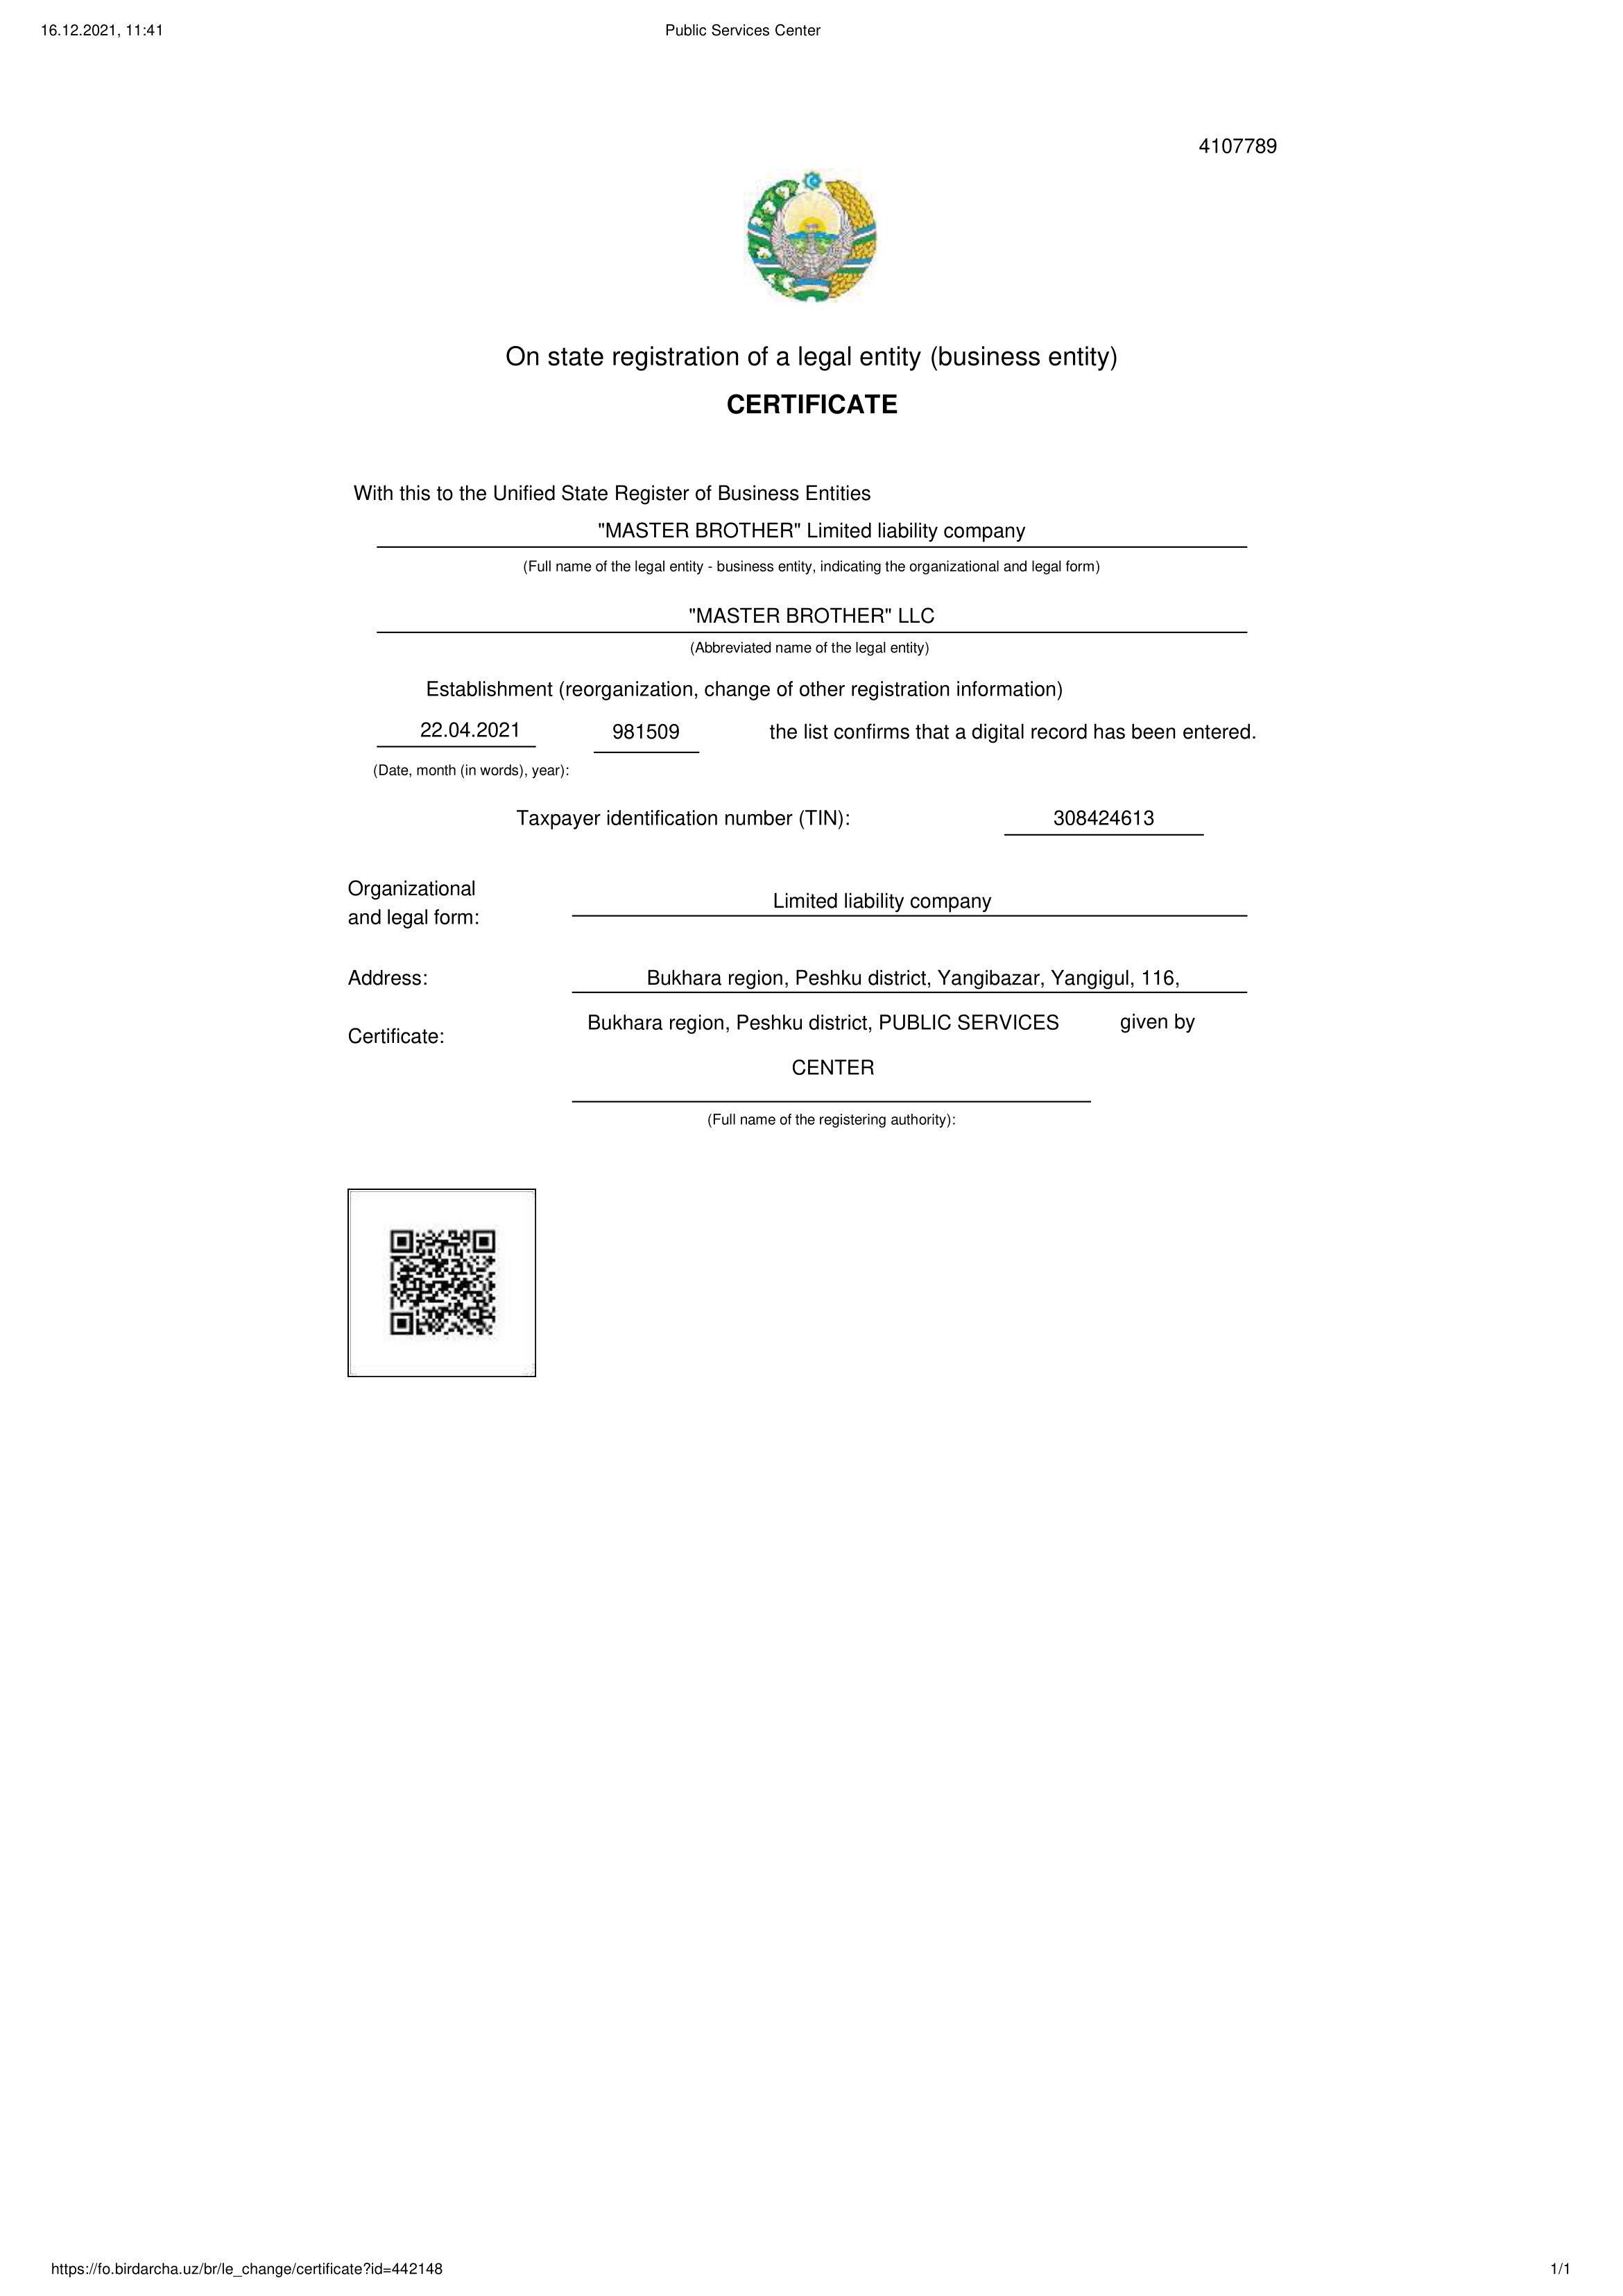 16.12.2021, 11:41 Public Services Center
4107789
On state registration of a legal entity (business entity)
CERTIFICATE
With this to the Unified State Register of Business Entities
"MASTER BROTHER" Limited liability company
(Full name of the legal entity - business entity, indicating the organizational and legal form)
"MASTER BROTHER" LLC
(Abbreviated name of the legal entity)
Establishment (reorganization, change of other registration information)
22.04.2021 981509 the list confirms that a digital record has been entered.
(Date, month (in words), year):
Taxpayer identification number (TIN): 308424613
Organizational
and legal form:
Limited liability company
Address: Bukhara region, Peshku district, Yangibazar, Yangigul, 116,
Certificate: Bukhara region, Peshku district, PUBLIC SERVICES given by
CENTER
(Full name of the registering authority):
https://fo.birdarcha.uz/br/le_change/certificate?id=442148 1/1